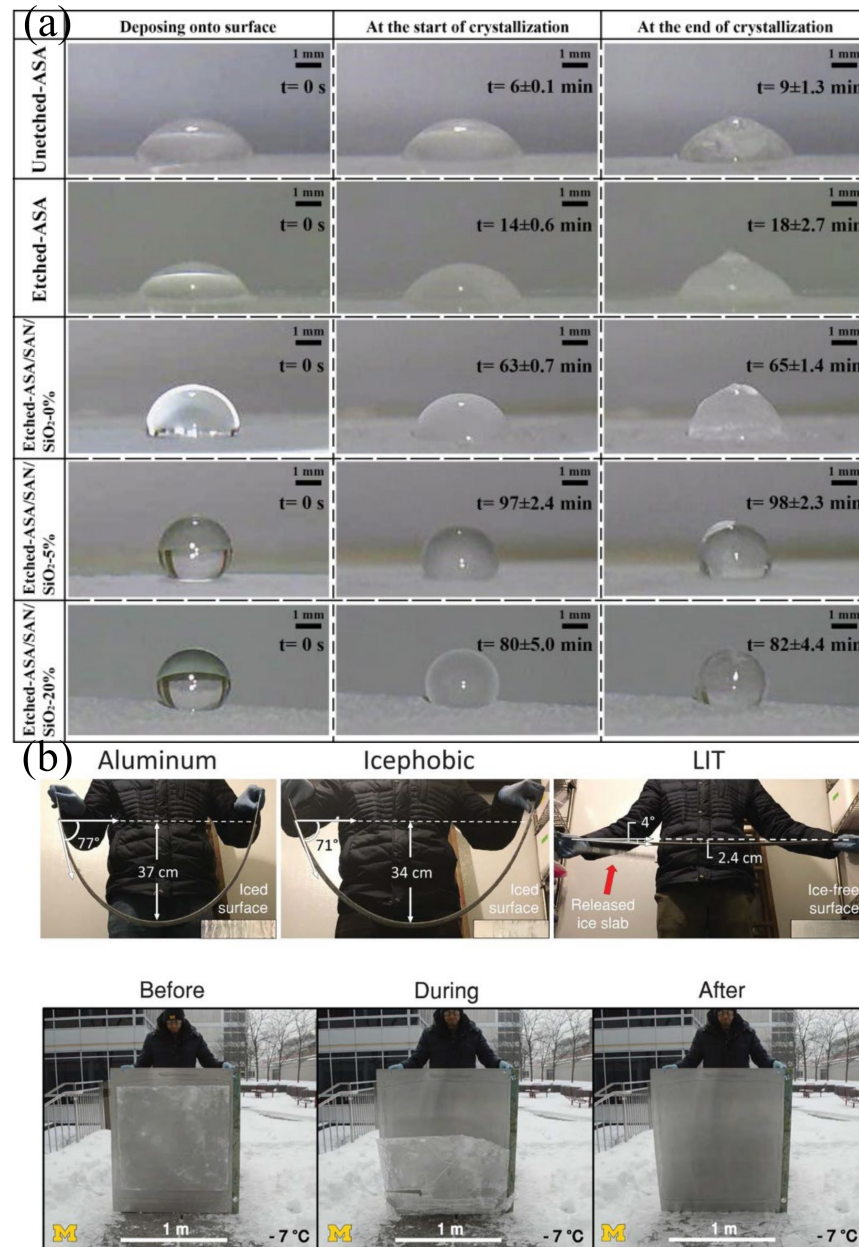 (a)
Deposing onto surface
At the start of crystallization
At the end of crystallization
Unetched-ASA
1 mm
t= 0 s
1 mm
t= 6±0.1 min
1 mm
t= 9±1.3 min
Etched-ASA
1 mm
t= 0 s
1 mm
t= 14±0.6 min
1 mm
t= 18±2.7 min
Etched-ASA/SAN/
SiO₂-0%
1 mm
t= 0 s
1 mm
t= 63±0.7 min
1 mm
t= 65±1.4 min
Etched-ASA/SAN/
SiO₂-5%
1 mm
t= 0 s
1 mm
t= 97±2.4 min
1 mm
t= 98±2.3 min
Etched-ASA/SAN/
SiO₂-20%
1 mm
t= 0 s
1 mm
t= 80±5.0 min
1 mm
t= 82±4.4 min
(b)
Aluminum
Icephobic
LIT
77°
37 cm
Iced
surface
71°
34 cm
Iced
surface
4°
2.4 cm
Released
ice slab
Ice-free
surface
Before
During
After
M
1 m
- 7 °C
M
1 m
- 7 °C
M
1 m
- 7 °C